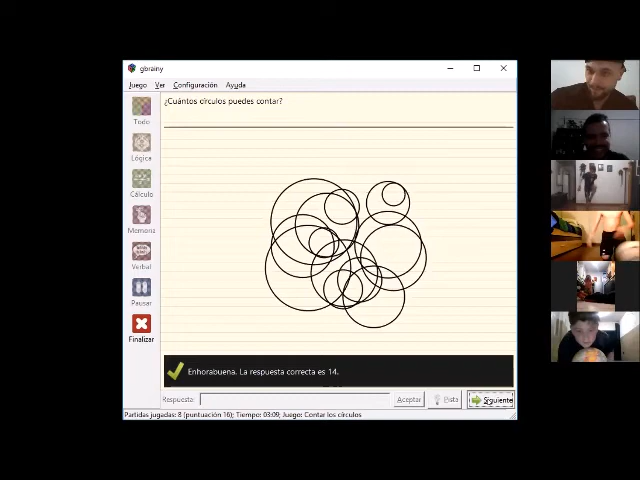 gbrainy
Juego Ver Configuración Ayuda
¿Cuántos círculos puedes contar?
Todo
Lógica
Cálculo
Memoria
Verbal
Pausar
Finalizar
Enhorabuena. La respuesta correcta es 14.
Respuesta: Aceptar Pista Siguiente
Partidas jugadas: 8 (puntuación 16); Tiempo: 03:09; Juego: Contar los círculos